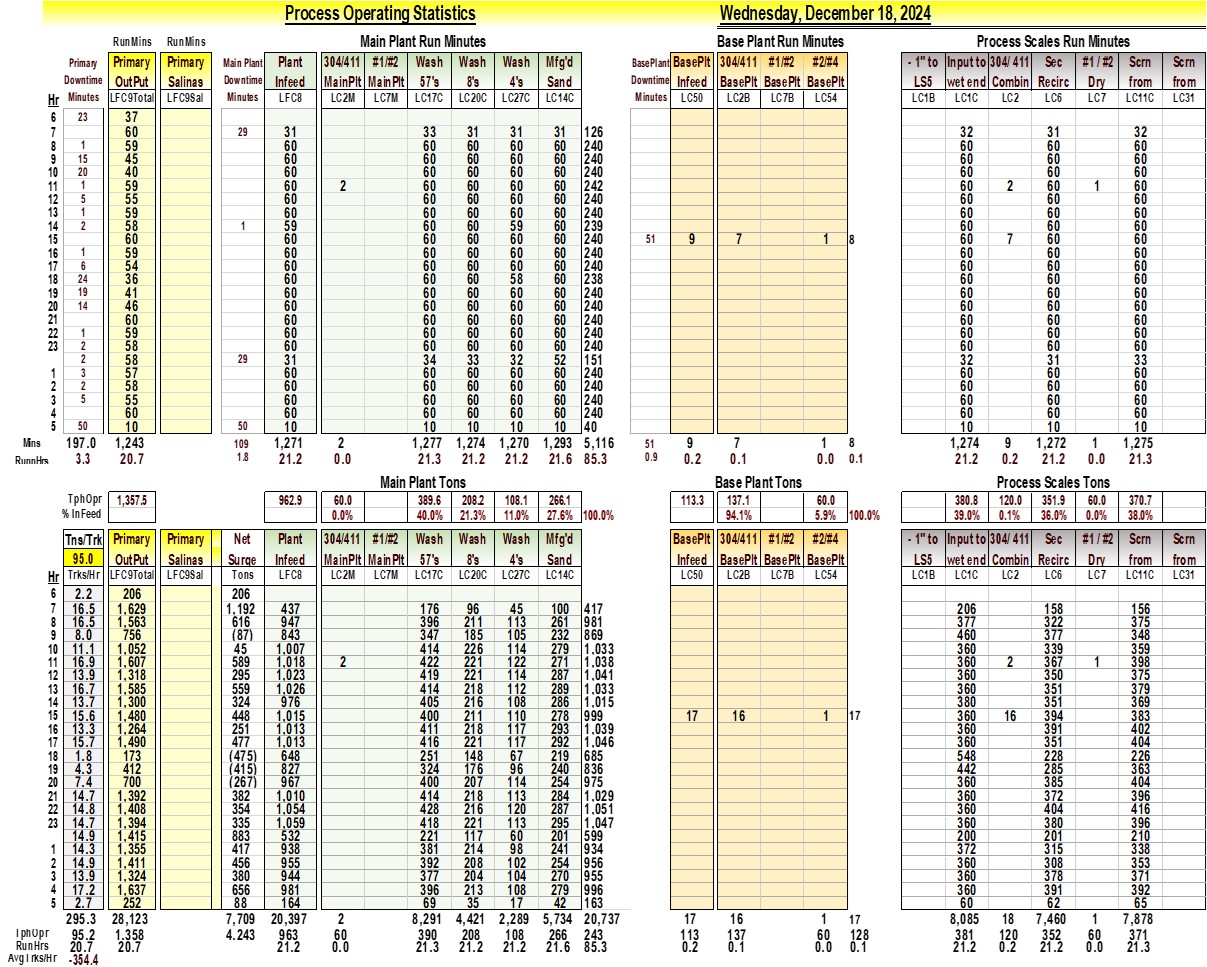 Process Operating Statistics Wednesday, December 18, 2024
RunMins RunMins Main Plant Run Minutes Base Plant Run Minutes Process Scales Run Minutes
Primary Primary Primary Main Plant Plant 304/411 #1/#2 Wash Wash Wash Mfg'd BasePlant BasePlt 304/411 #1/#2 #2/#4 - 1" to Input to 304/ 411 Sec #1 / #2 Scrn Scrn
Downtime OutPut Salinas Downtime Infeed MainPlt MainPlt 57's 8's 4's Sand Downtime Infeed BasePlt BasePlt BasePlt LS5 wet end Combin Recirc Dry from from
Hr Minutes LFC9Total LFC9Sal Minutes LFC8 LC2M LC7M LC17C LC20C LC27C LC14C Minutes LC50 LC2B LC7B LC54 LC1B LC1C LC2 LC6 LC7 LC11C LC31
6 23 37
7 60 29 31 33 31 31 31 126 32 31 32
8 1 59 60 60 60 60 60 240 60 60 60
9 15 45 60 60 60 60 60 240 60 60 60
10 20 40 60 60 60 60 60 240 60 60 60
11 1 59 60 2 60 60 60 60 242 60 2 60 1 60
12 5 55 60 60 60 60 60 240 60 60 60
13 1 59 60 60 60 60 60 240 60 60 60
14 2 58 1 59 60 60 59 60 239 60 60 60
15 60 60 60 60 60 60 240 51 9 7 1 8 60 7 60 60
16 1 59 60 60 60 60 60 240 60 60 60
17 6 54 60 60 60 60 60 240 60 60 60
18 24 36 60 60 60 58 60 238 60 60 60
19 19 41 60 60 60 60 60 240 60 60 60
20 14 46 60 60 60 60 60 240 60 60 60
21 60 60 60 60 60 60 240 60 60 60
22 1 59 60 60 60 60 60 240 60 60 60
23 2 58 60 60 60 60 60 240 60 60 60
2 58 29 31 34 33 32 52 151 32 31 33
1 3 57 60 60 60 60 60 240 60 60 60
2 2 58 60 60 60 60 60 240 60 60 60
3 5 55 60 60 60 60 60 240 60 60 60
4 60 60 60 60 60 60 240 60 60 60
5 50 10 50 10 10 10 10 10 40 10 10 10
Mins 197.0 1,243 109 1,271 2 1,277 1,274 1,270 1,293 5,116 51 9 7 1 8 1,274 9 1,272 1 1,275
RunnHrs 3.3 20.7 1.8 21.2 0.0 21.3 21.2 21.2 21.6 85.3 0.9 0.2 0.1 0.0 0.1 21.2 0.2 21.2 0.0 21.3
Main Plant Tons Base Plant Tons Process Scales Tons
TphOpr 1,357.5 962.9 60.0 389.6 208.2 108.1 266.1 113.3 137.1 60.0 380.8 120.0 351.9 60.0 370.7
% InFeed 0.0% 40.0% 21.3% 11.0% 27.6% 100.0% 94.1% 5.9% 100.0% 39.0% 0.1% 36.0% 0.0% 38.0%
Tns/Trk Primary Primary Net Plant 304/411 #1/#2 Wash Wash Wash Mfg'd BasePlt 304/411 #1/#2 #2/#4 - 1" to Input to 304/ 411 Sec #1 / #2 Scrn Scrn
95.0 OutPut Salinas Surge Infeed MainPlt MainPlt 57's 8's 4's Sand Infeed BasePlt BasePlt BasePlt LS5 wet end Combin Recirc Dry from from
Hr Trks/Hr LFC9Total LFC9Sal Tons LFC8 LC2M LC7M LC17C LC20C LC27C LC14C LC50 LC2B LC7B LC54 LC1B LC1C LC2 LC6 LC7 LC11C LC31
6 2.2 206 206
7 16.5 1,629 1,192 437 176 96 45 100 417 206 158 156
8 16.5 1,563 616 947 396 211 113 261 981 377 322 375
9 8.0 756 (87) 843 347 185 105 232 869 460 377 348
10 11.1 1,052 45 1,007 414 226 114 279 1,033 360 339 359
11 16.9 1,607 589 1,018 2 422 221 122 271 1,038 360 2 367 1 398
12 13.9 1,318 295 1,023 419 221 114 287 1,041 360 350 375
13 16.7 1,585 559 1,026 414 218 112 289 1,033 360 351 379
14 13.7 1,300 324 976 405 216 108 286 1,015 380 351 369
15 15.6 1,480 448 1,015 400 211 110 278 999 17 16 1 17 360 16 394 383
16 13.3 1,264 251 1,013 411 218 117 293 1,039 360 391 402
17 15.7 1,490 477 1,013 416 221 117 292 1,046 360 351 404
18 1.8 173 (475) 648 251 148 67 219 685 548 228 226
19 4.3 412 (415) 827 324 176 96 240 836 442 285 363
20 7.4 700 (267) 967 400 207 114 254 975 360 385 404
21 14.7 1,392 382 1,010 414 218 113 284 1,029 360 372 396
22 14.8 1,408 354 1,054 428 216 120 287 1,051 360 404 416
23 14.7 1,394 335 1,059 418 221 113 295 1,047 360 380 396
14.9 1,415 883 532 221 117 60 201 599 200 201 210
1 14.3 1,355 417 938 381 214 98 241 934 372 315 338
2 14.9 1,411 456 955 392 208 102 254 956 360 308 353
3 13.9 1,324 380 944 377 204 104 270 955 360 378 371
4 17.2 1,637 656 981 396 213 108 279 996 360 391 392
5 2.7 252 88 164 69 35 17 42 163 60 62 65
295.3 28,123 7,709 20,397 2 8,291 4,421 2,289 5,734 20,737 17 16 1 17 8,085 18 7,460 1 7,878
TphOpr 95.2 1,358 4.243 963 60 390 208 108 266 243 113 137 60 128 381 120 352 60 371
RunHrs 20.7 20.7 21.2 0.0 21.3 21.2 21.2 21.6 85.3 0.2 0.1 0.0 0.1 21.2 0.2 21.2 0.0 21.3
AvgTrks/Hr -354.4